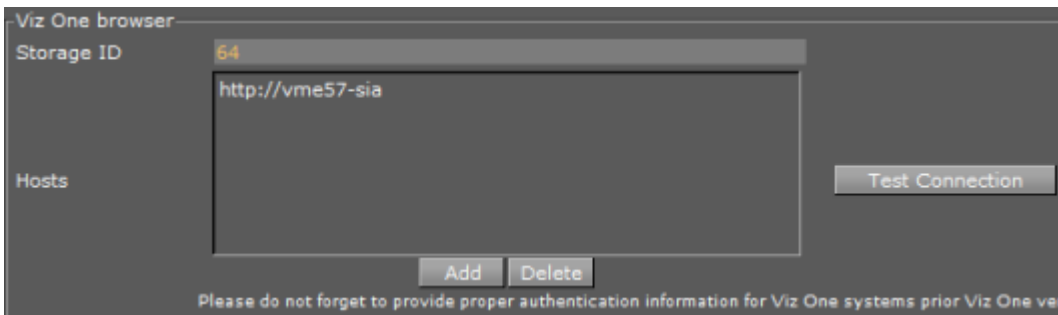 Viz One browser
Storage ID 64
http://vme57-sia
Hosts
Test Connection
Add Delete
Please do not forget to provide proper authentication information for Viz One systems prior Viz One ve